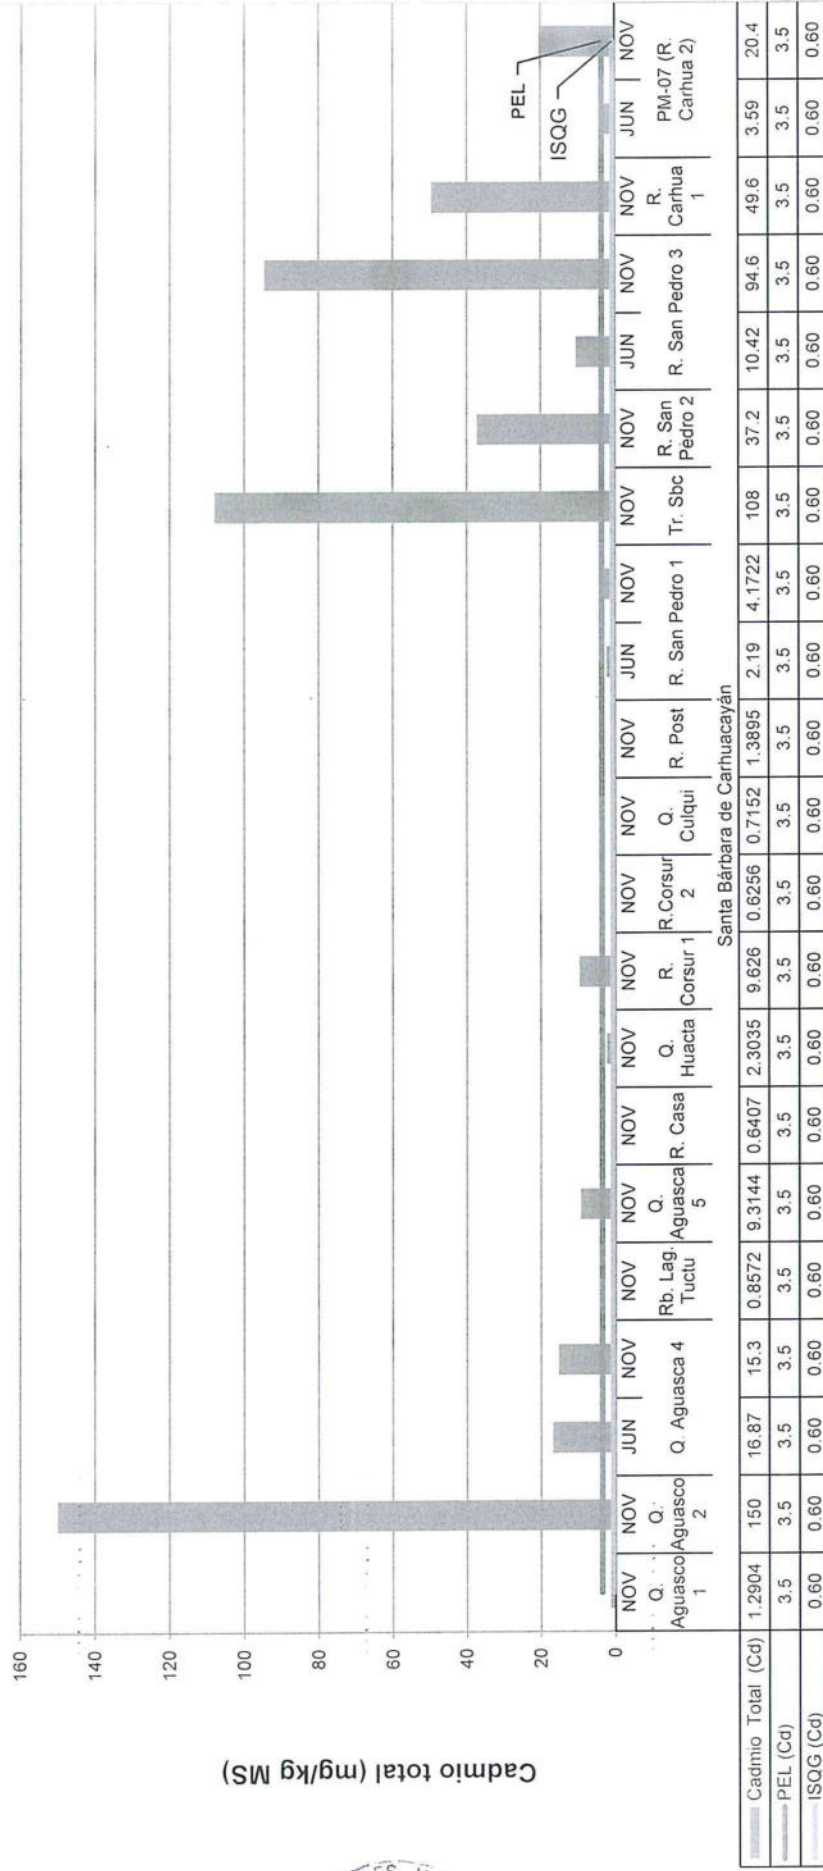 Cadmio total (mg/kg MS)
160
140
120
100
80
60
40
20
0
PEL
ISQG
NOV NOV JUN NOV NOV NOV NOV NOV NOV NOV NOV NOV JUN NOV NOV NOV JUN NOV NOV JUN NOV
Q. Aguasco 1 Q. Aguasco 2 Q. Aguasca 4 Rb. Lag. Tuctu Q. Aguasca 5 R. Casa Q. Huacta R. Corsur 1 R.Corsur 2 Q. Culqui R. Post R. San Pedro 1 Tr. Sbc R. San Pedro 2 R. San Pedro 3 R. Carhua 1 PM-07 (R. Carhua 2)
Santa Bárbara de Carhuacayán
Cadmio Total (Cd) 1.2904 150 16.87 15.3 0.8572 9.3144 0.6407 2.3035 9.626 0.6256 0.7152 1.3895 2.19 4.1722 108 37.2 10.42 94.6 49.6 3.59 20.4
PEL (Cd) 3.5 3.5 3.5 3.5 3.5 3.5 3.5 3.5 3.5 3.5 3.5 3.5 3.5 3.5 3.5 3.5 3.5 3.5 3.5 3.5 3.5
ISQG (Cd) 0.60 0.60 0.60 0.60 0.60 0.60 0.60 0.60 0.60 0.60 0.60 0.60 0.60 0.60 0.60 0.60 0.60 0.60 0.60 0.60 0.60